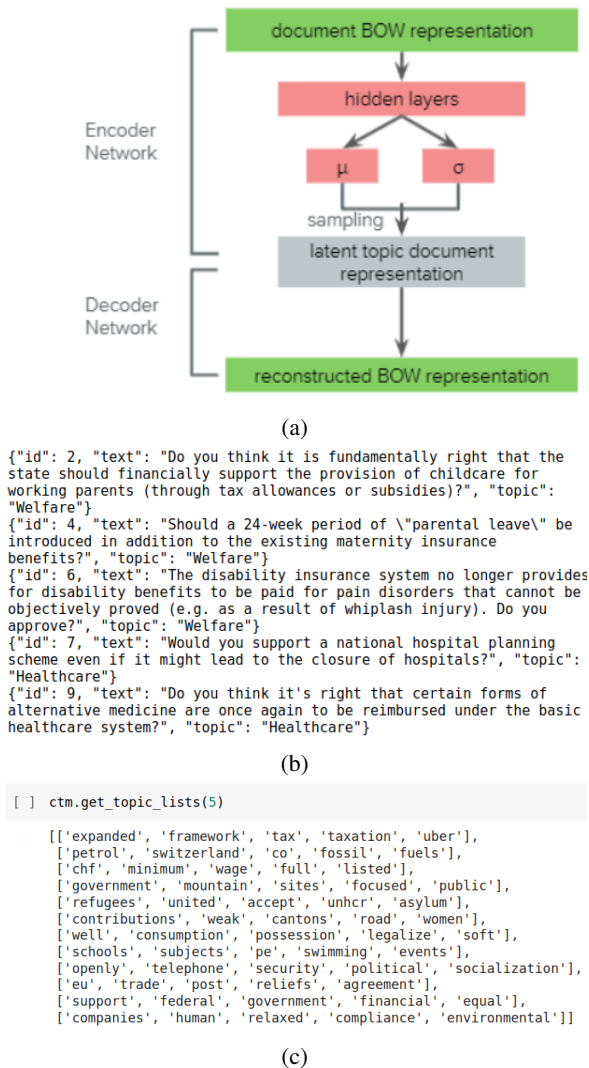 document BOW representation
hidden layers
Encoder
Network
μ
σ
sampling
latent topic document
representation
Decoder
Network
reconstructed BOW representation
(a)
{"id": 2, "text": "Do you think it is fundamentally right that the
state should financially support the provision of childcare for
working parents (through tax allowances or subsidies)?", "topic":
"Welfare"}
{"id": 4, "text": "Should a 24-week period of \"parental leave\" be
introduced in addition to the existing maternity insurance
benefits?", "topic": "Welfare"}
{"id": 6, "text": "The disability insurance system no longer provides
for disability benefits to be paid for pain disorders that cannot be
objectively proved (e.g. as a result of whiplash injury). Do you
approve?", "topic": "Welfare"}
{"id": 7, "text": "Would you support a national hospital planning
scheme even if it might lead to the closure of hospitals?", "topic":
"Healthcare"}
{"id": 9, "text": "Do you think it's right that certain forms of
alternative medicine are once again to be reimbursed under the basic
healthcare system?", "topic": "Healthcare"}
(b)
[ ] ctm.get_topic_lists(5)
[['expanded', 'framework', 'tax', 'taxation', 'uber'],
['petrol', 'switzerland', 'co', 'fossil', 'fuels'],
['chf', 'minimum', 'wage', 'full', 'listed'],
['government', 'mountain', 'sites', 'focused', 'public'],
['refugees', 'united', 'accept', 'unhcr', 'asylum'],
['contributions', 'weak', 'cantons', 'road', 'women'],
['well', 'consumption', 'possession', 'legalize', 'soft'],
['schools', 'subjects', 'pe', 'swimming', 'events'],
['openly', 'telephone', 'security', 'political', 'socialization'],
['eu', 'trade', 'post', 'reliefs', 'agreement'],
['support', 'federal', 'government', 'financial', 'equal'],
['companies', 'human', 'relaxed', 'compliance', 'environmental']]
(c)